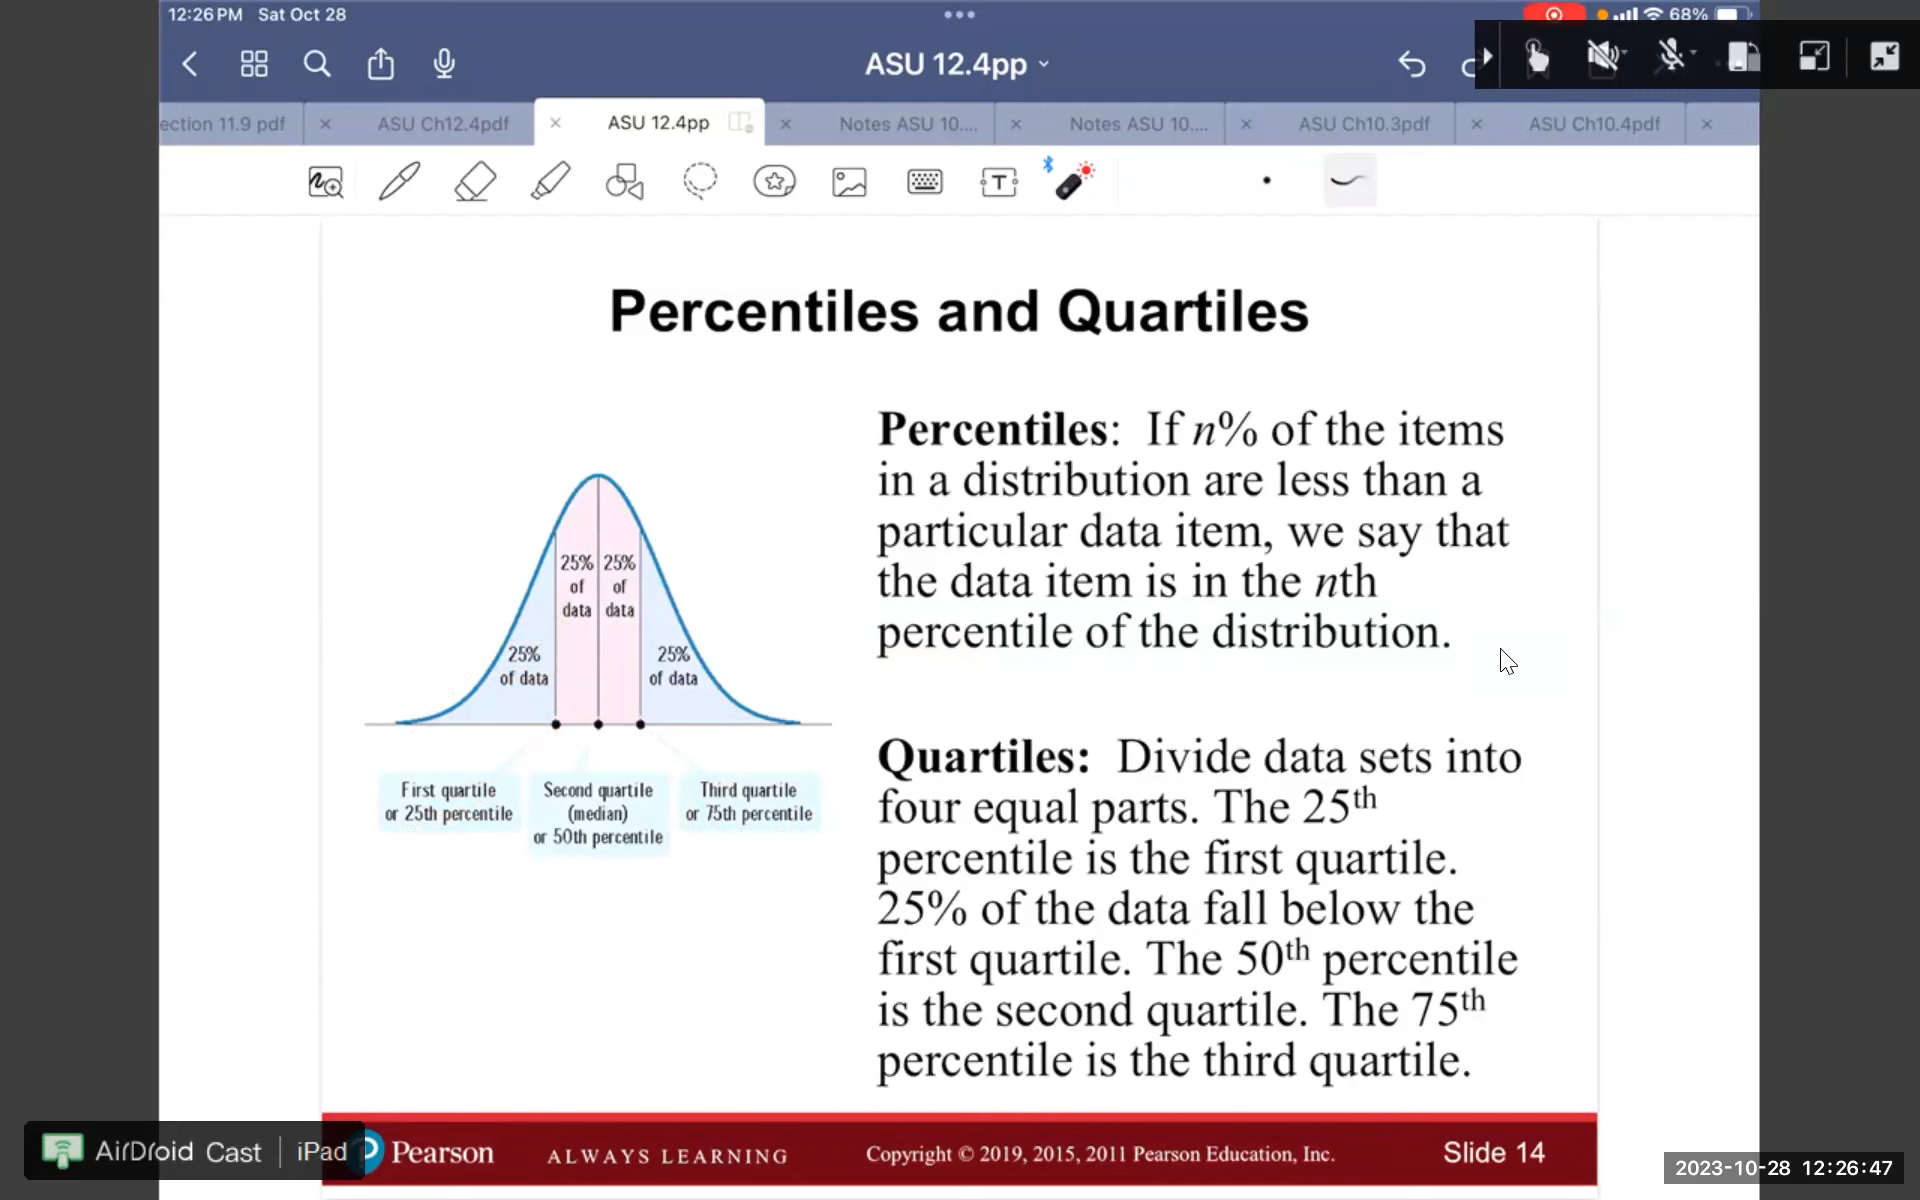 12:26 PM Sat Oct 28
68%
ASU 12.4pp
ection 11.9 pdf
ASU Ch12.4pdf
ASU 12.4pp
Notes ASU 10....
Notes ASU 10....
ASU Ch10.3pdf
ASU Ch10.4pdf
T
Percentiles and Quartiles
25% 25%
of of
data data
25%
of data
25%
of data
First quartile
or 25th percentile
Second quartile
(median)
or 50th percentile
Third quartile
or 75th percentile
Percentiles: If n% of the items
in a distribution are less than a
particular data item, we say that
the data item is in the nth
percentile of the distribution.
Quartiles: Divide data sets into
four equal parts. The 25th
percentile is the first quartile.
25% of the data fall below the
first quartile. The 50th percentile
is the second quartile. The 75th
percentile is the third quartile.
AirDroid Cast | iPad
Pearson
ALWAYS LEARNING
Copyright © 2019, 2015, 2011 Pearson Education, Inc.
Slide 14
2023-10-28 12:26:47